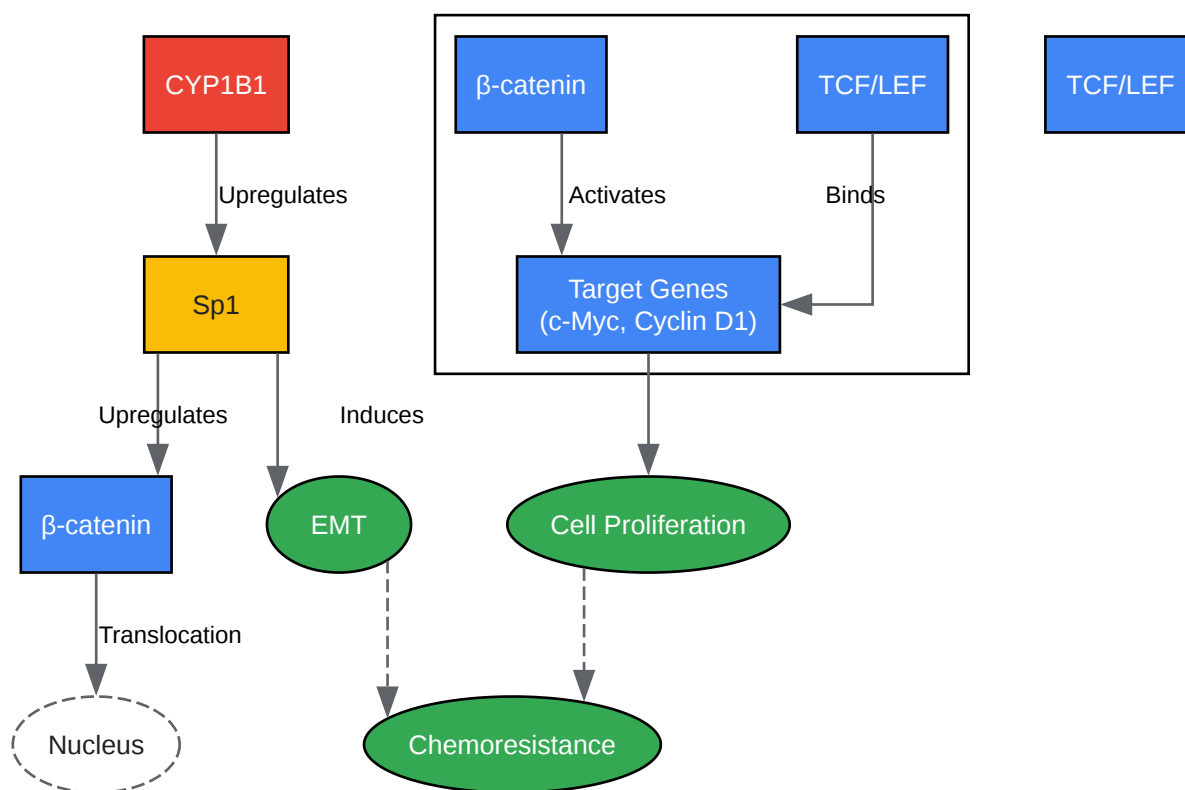 CYP1B1
β-catenin
TCF/LEF
TCF/LEF
Upregulates
Activates
Binds
Sp1
Target Genes
(c-Myc, Cyclin D1)
Upregulates
Induces
β-catenin
EMT
Cell Proliferation
Translocation
Nucleus
Chemoresistance